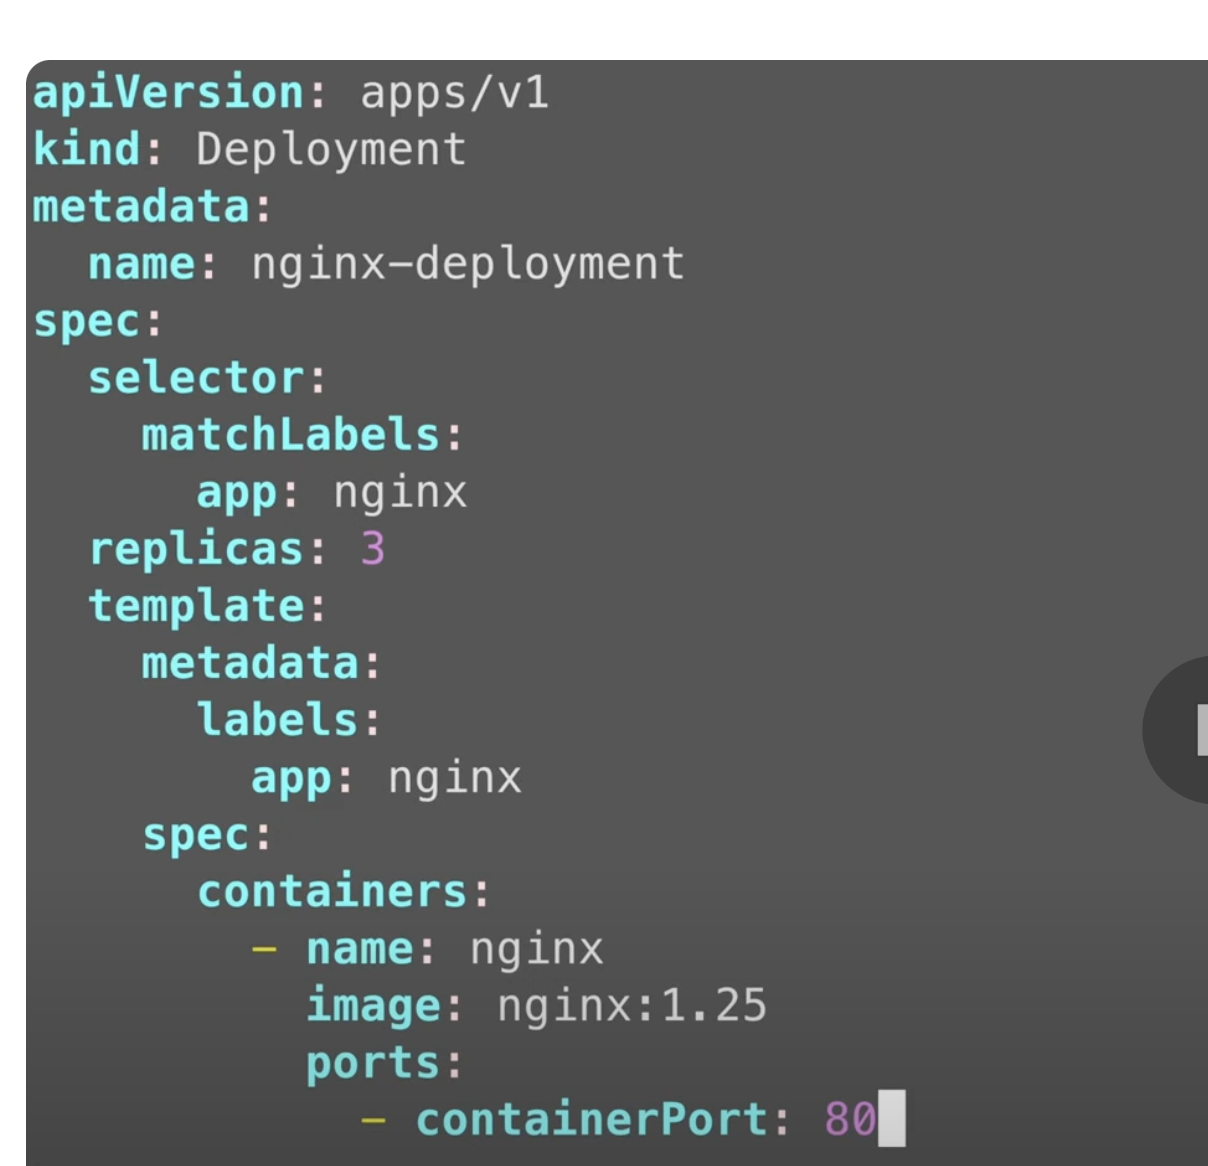 apiVersion: apps/v1
kind: Deployment
metadata:
  name: nginx-deployment
spec:
  selector:
    matchLabels:
      app: nginx
  replicas: 3
  template:
    metadata:
      labels:
        app: nginx
    spec:
      containers:
        - name: nginx
          image: nginx:1.25
          ports:
            - containerPort: 80